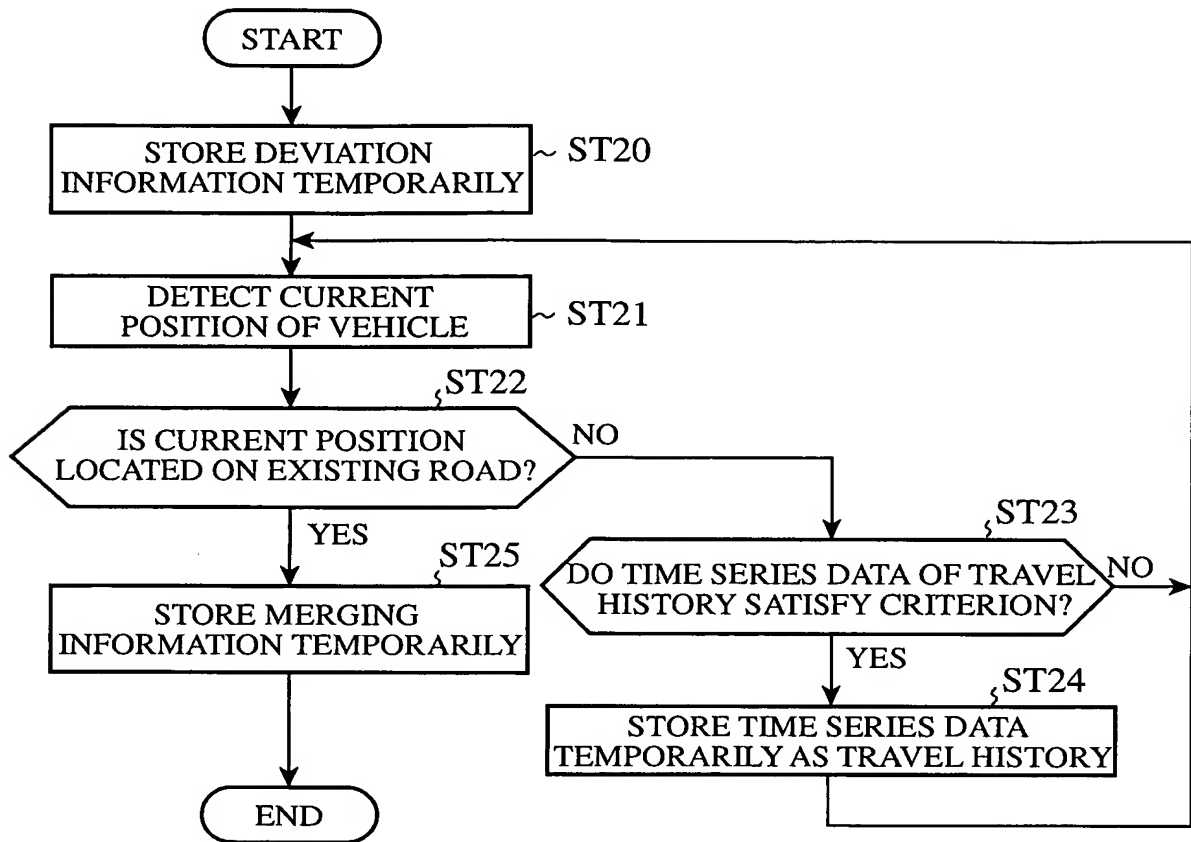 START
STORE DEVIATION
INFORMATION TEMPORARILY
~ ST20
DETECT CURRENT
POSITION OF VEHICLE
~ ST21
ST22
IS CURRENT POSITION
LOCATED ON EXISTING ROAD?
NO
YES
ST23
DO TIME SERIES DATA OF TRAVEL
HISTORY SATISFY CRITERION?
NO
YES
ST24
STORE TIME SERIES DATA
TEMPORARILY AS TRAVEL HISTORY
ST25
STORE MERGING
INFORMATION TEMPORARILY
END